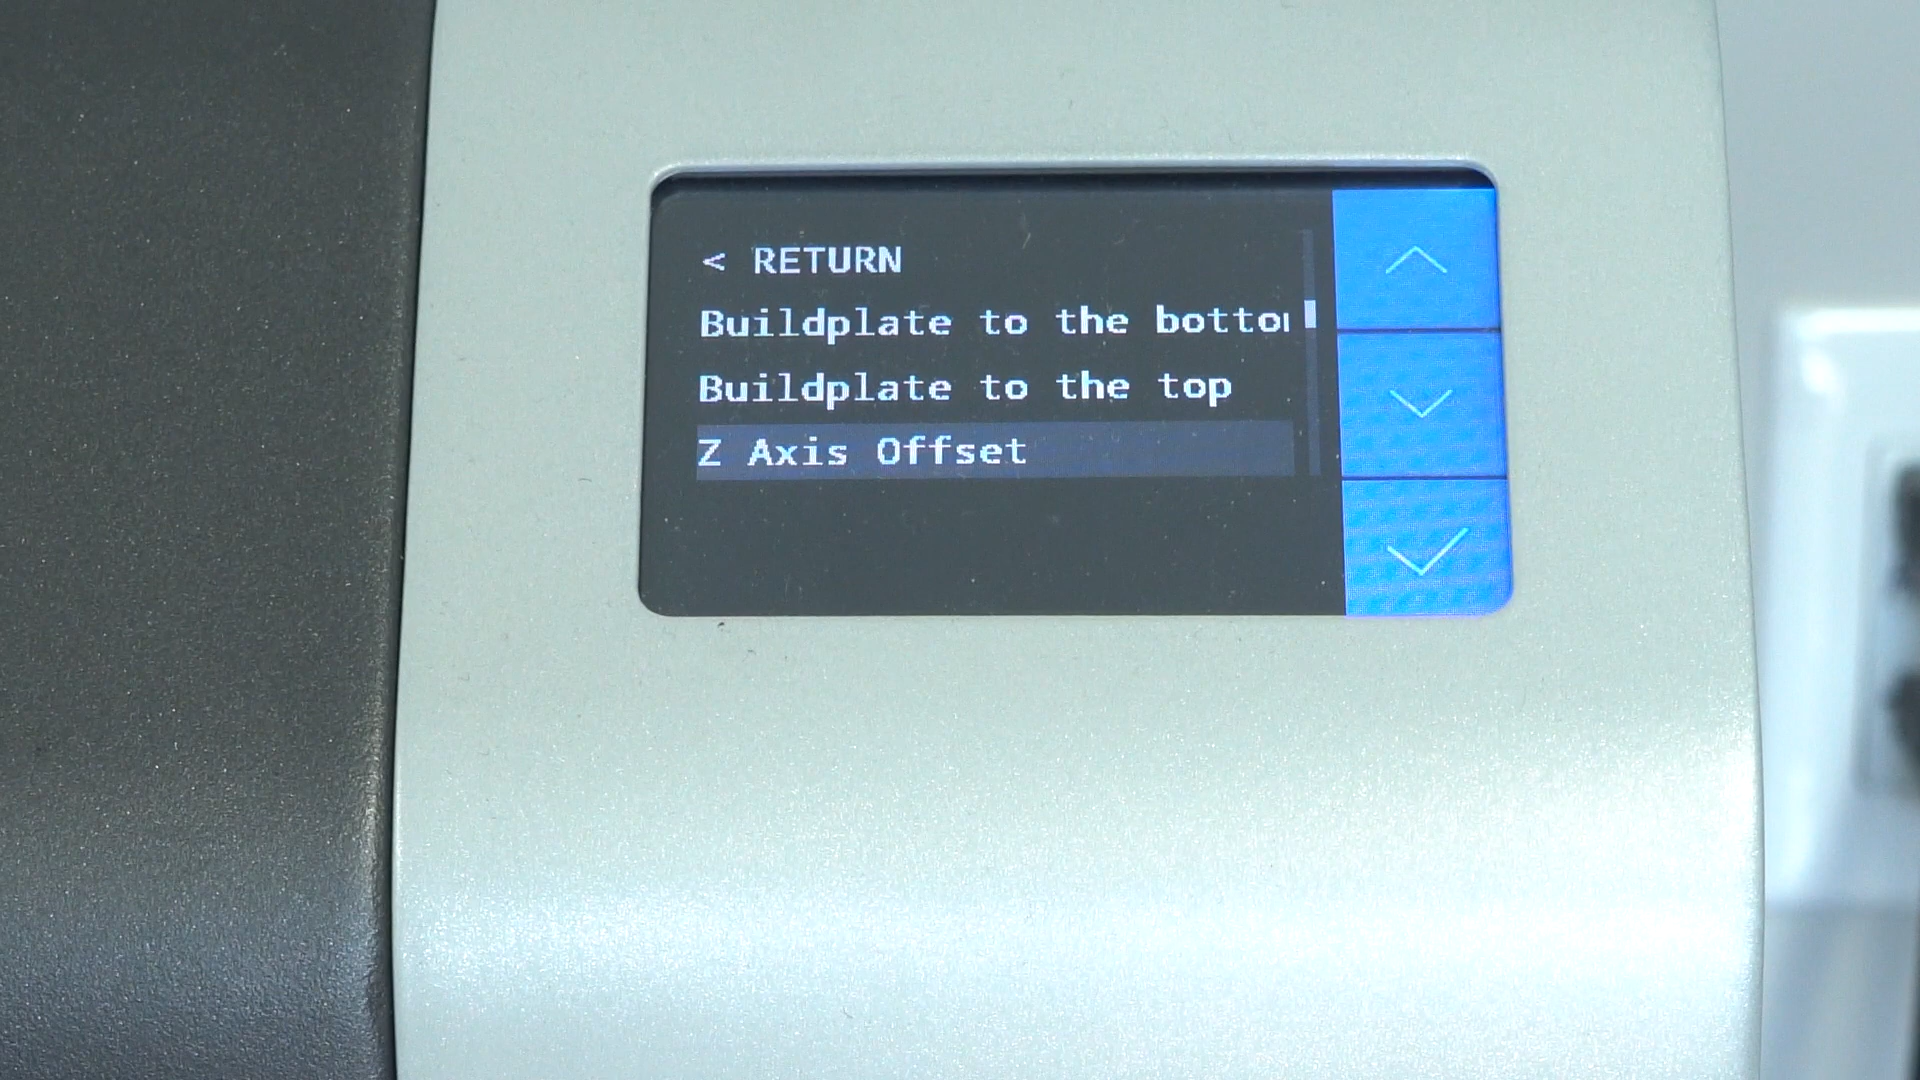 < RETURN
Buildplate to the botto
Buildplate to the top
Z Axis Offset